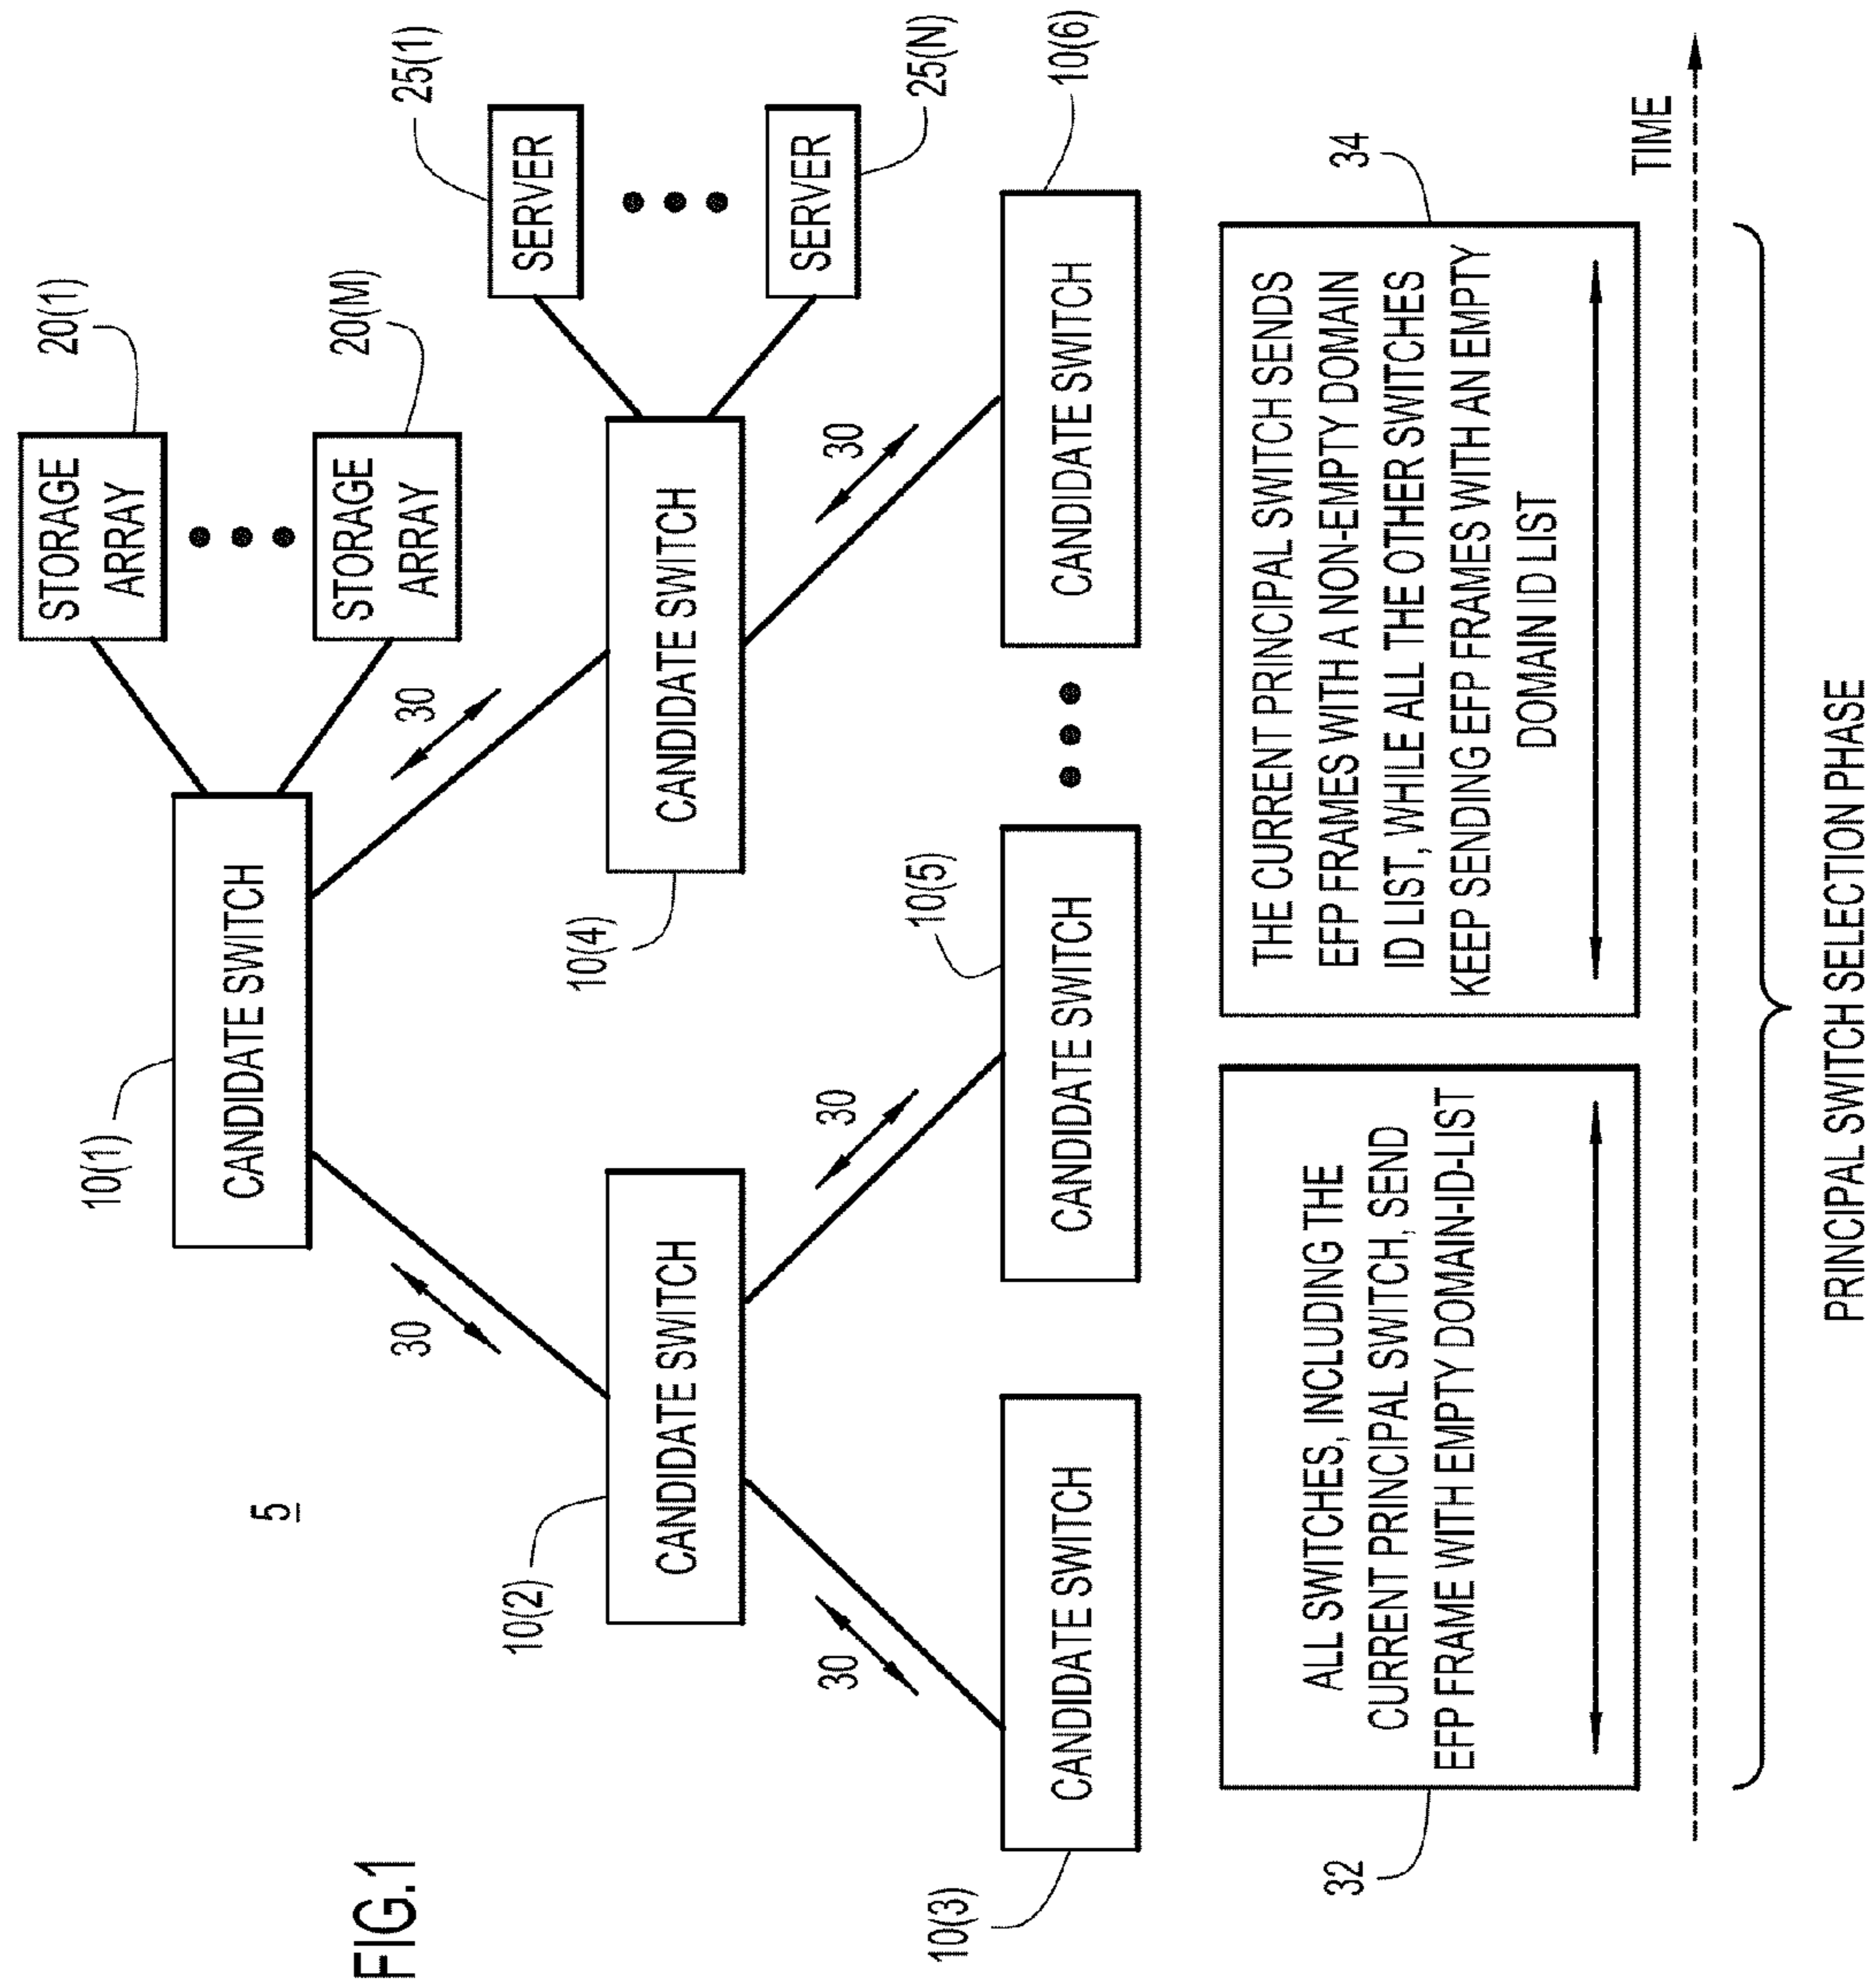 FIG.1
5
10(1)
CANDIDATE SWITCH
STORAGE
ARRAY
20(1)
STORAGE
ARRAY
20(M)
30
30
10(2)
CANDIDATE SWITCH
10(4)
CANDIDATE SWITCH
SERVER
25(1)
SERVER
25(N)
30
30
30
10(3)
CANDIDATE SWITCH
10(5)
CANDIDATE SWITCH
CANDIDATE SWITCH
10(6)
32
ALL SWITCHES, INCLUDING THE
CURRENT PRINCIPAL SWITCH, SEND
EFP FRAME WITH EMPTY DOMAIN-ID-LIST
34
THE CURRENT PRINCIPAL SWITCH SENDS
EFP FRAMES WITH A NON-EMPTY DOMAIN
ID LIST, WHILE ALL THE OTHER SWITCHES
KEEP SENDING EFP FRAMES WITH AN EMPTY
DOMAIN ID LIST
TIME
PRINCIPAL SWITCH SELECTION PHASE